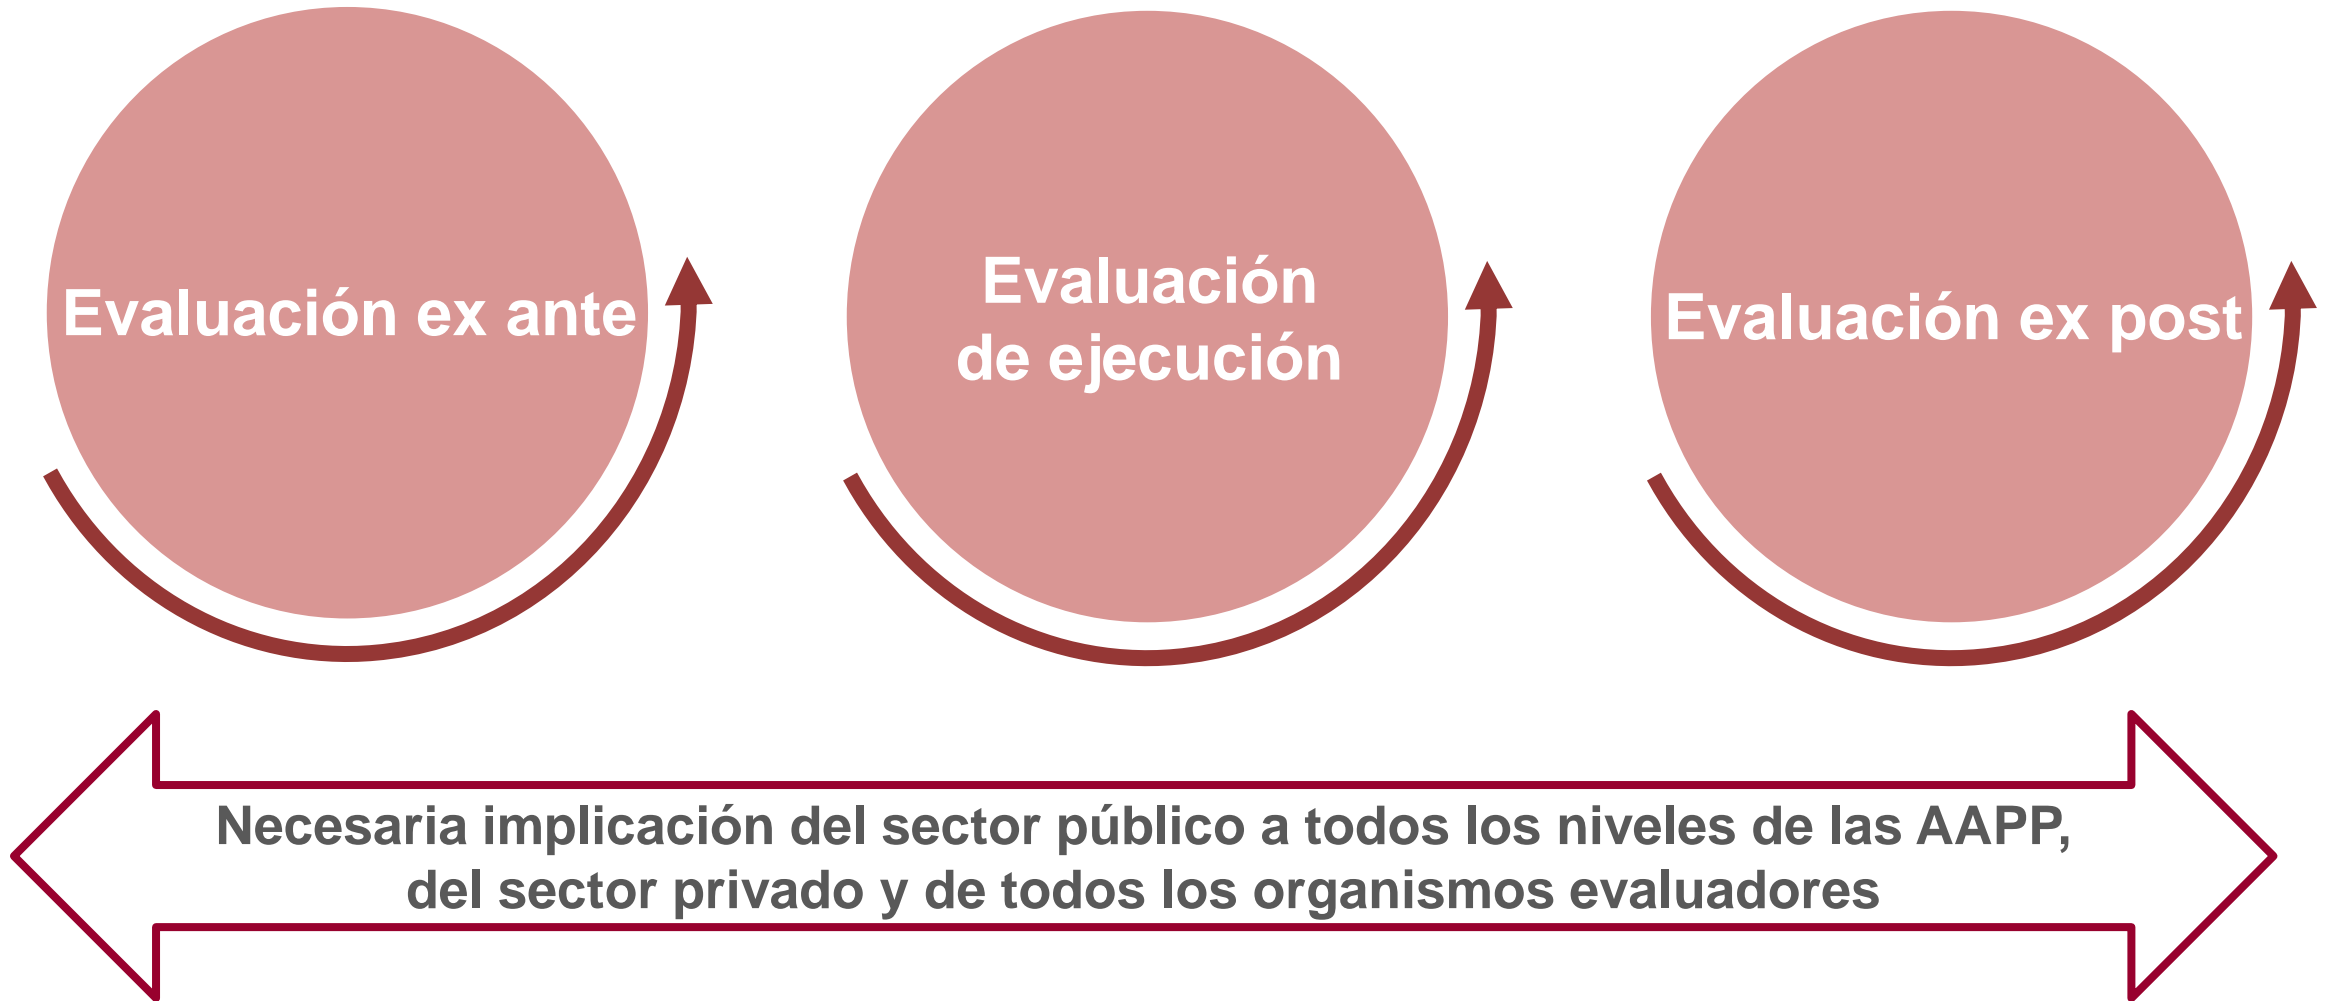 Evaluación ex ante
Evaluación
de ejecución
Evaluación ex post
Necesaria implicación del sector público a todos los niveles de las AAPP,
del sector privado y de todos los organismos evaluadores